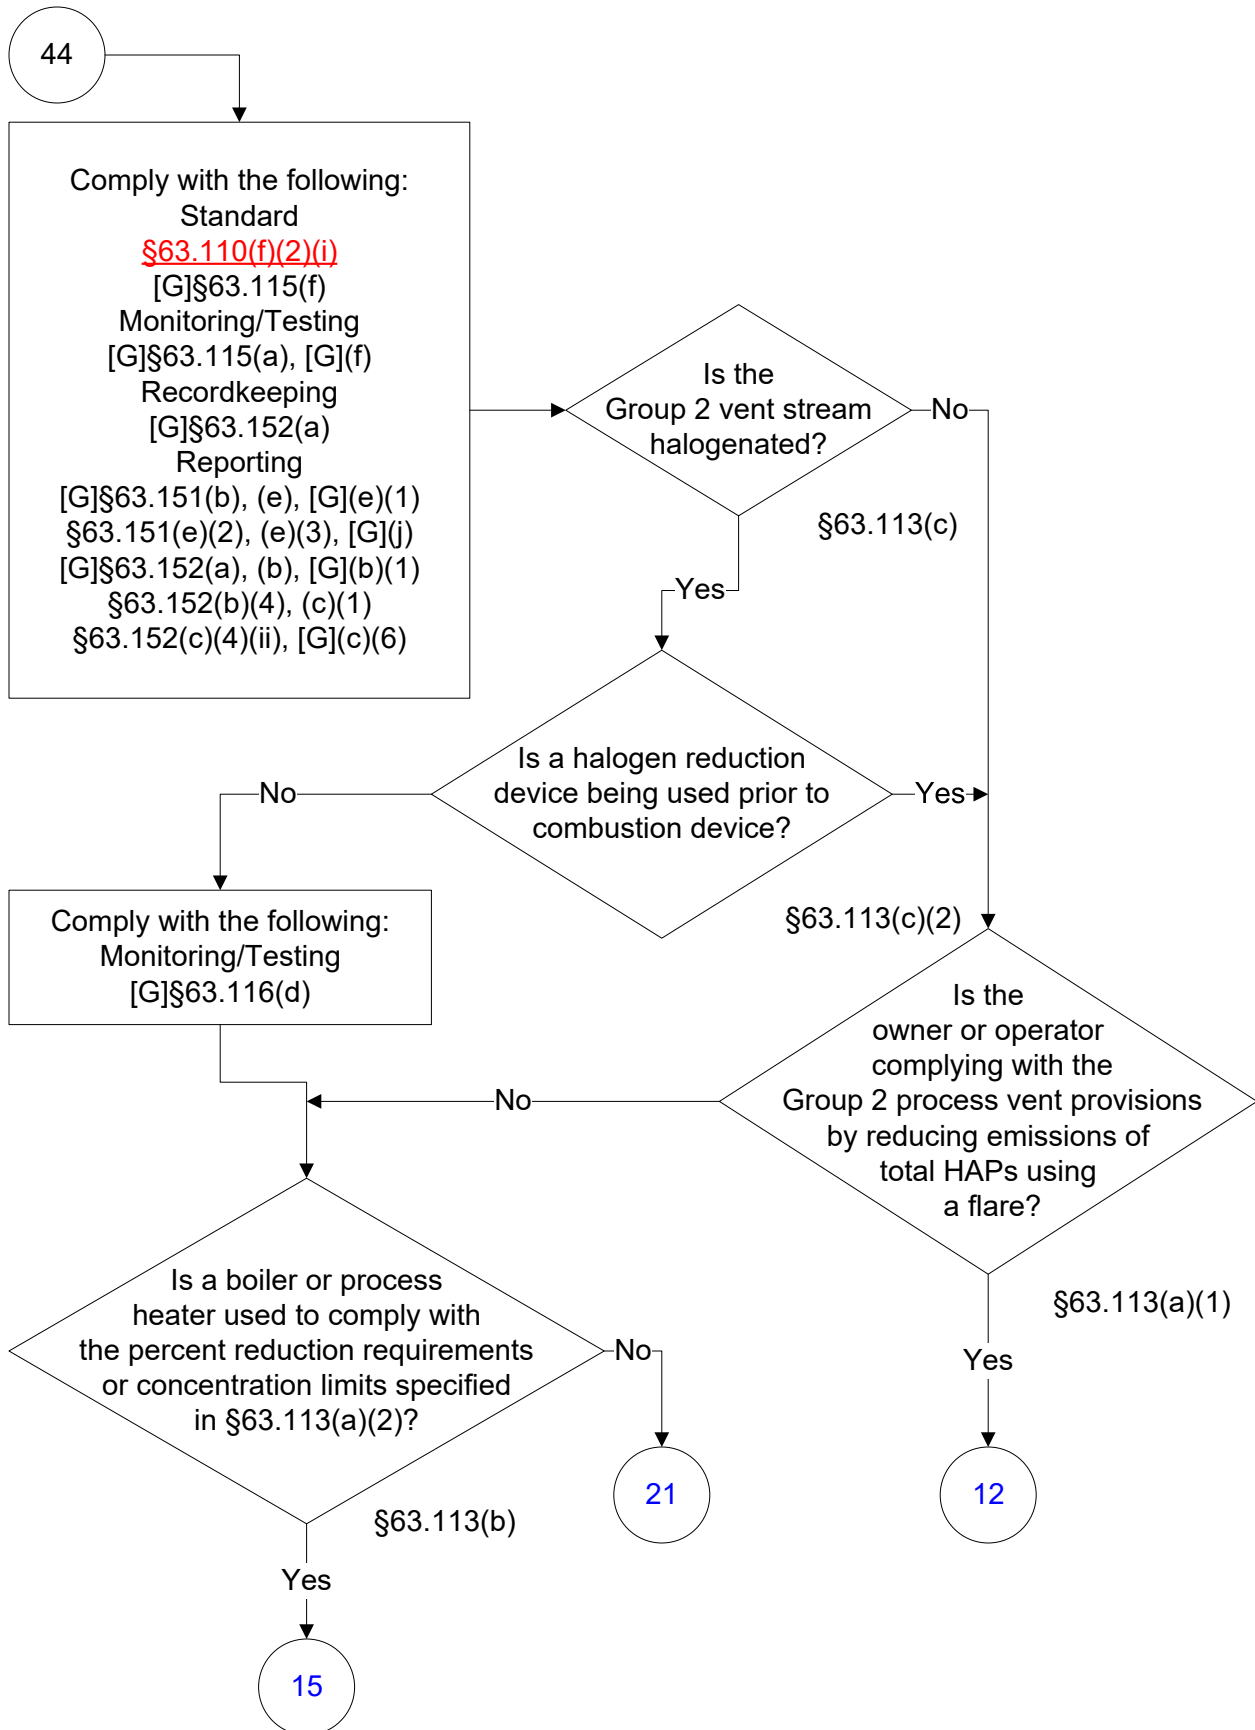 44
Comply with the following:
Standard
§63.110(f)(2)(i)
[G]§63.115(f)
Monitoring/Testing
[G]§63.115(a), [G](f)
Recordkeeping
[G]§63.152(a)
Reporting
[G]§63.151(b), (e), [G](e)(1)
§63.151(e)(2), (e)(3), [G](j)
[G]§63.152(a), (b), [G](b)(1)
§63.152(b)(4), (c)(1)
§63.152(c)(4)(ii), [G](c)(6)
Is the
Group 2 vent stream
halogenated?
No
§63.113(c)
Yes
Is a halogen reduction
device being used prior to
combustion device?
No
Yes
§63.113(c)(2)
Comply with the following:
Monitoring/Testing
[G]§63.116(d)
Is the
owner or operator
complying with the
Group 2 process vent provisions
by reducing emissions of
total HAPs using
a flare?
No
§63.113(a)(1)
Yes
Is a boiler or process
heater used to comply with
the percent reduction requirements
or concentration limits specified
in §63.113(a)(2)?
No
§63.113(b)
Yes
21
12
15